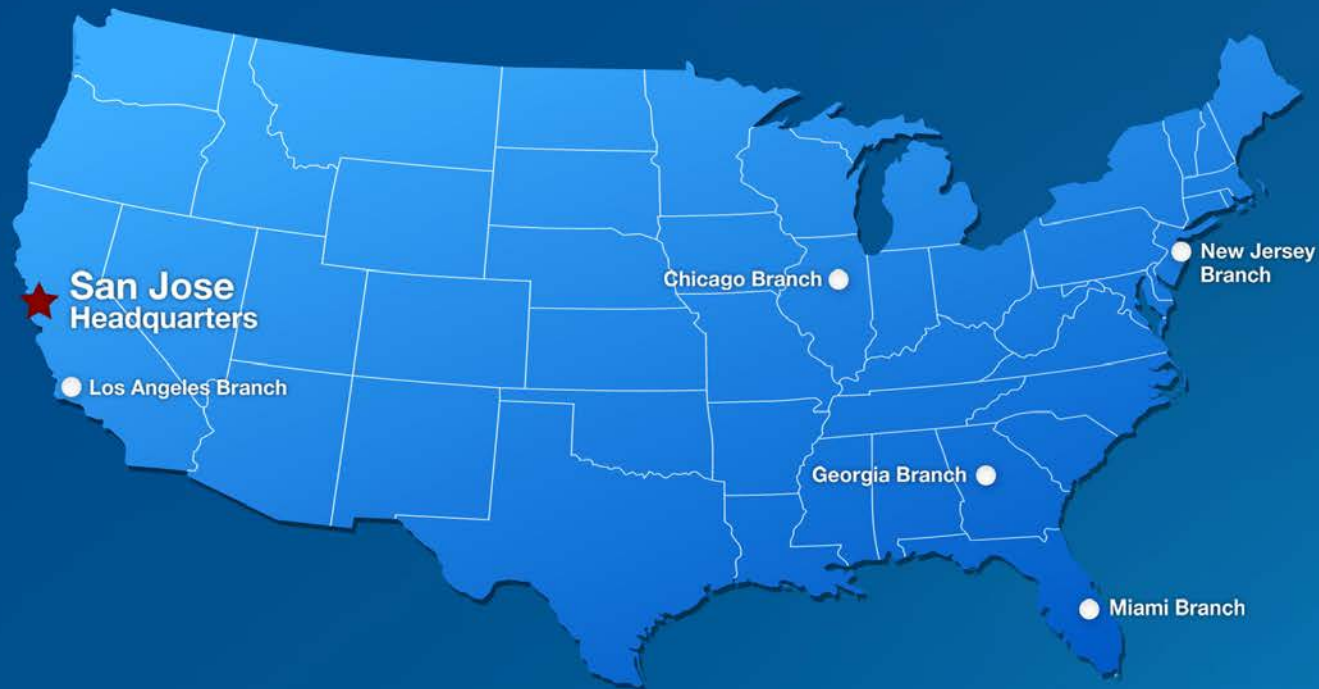 San Jose
Headquarters
Los Angeles Branch
Chicago Branch
New Jersey
Branch
Georgia Branch
Miami Branch